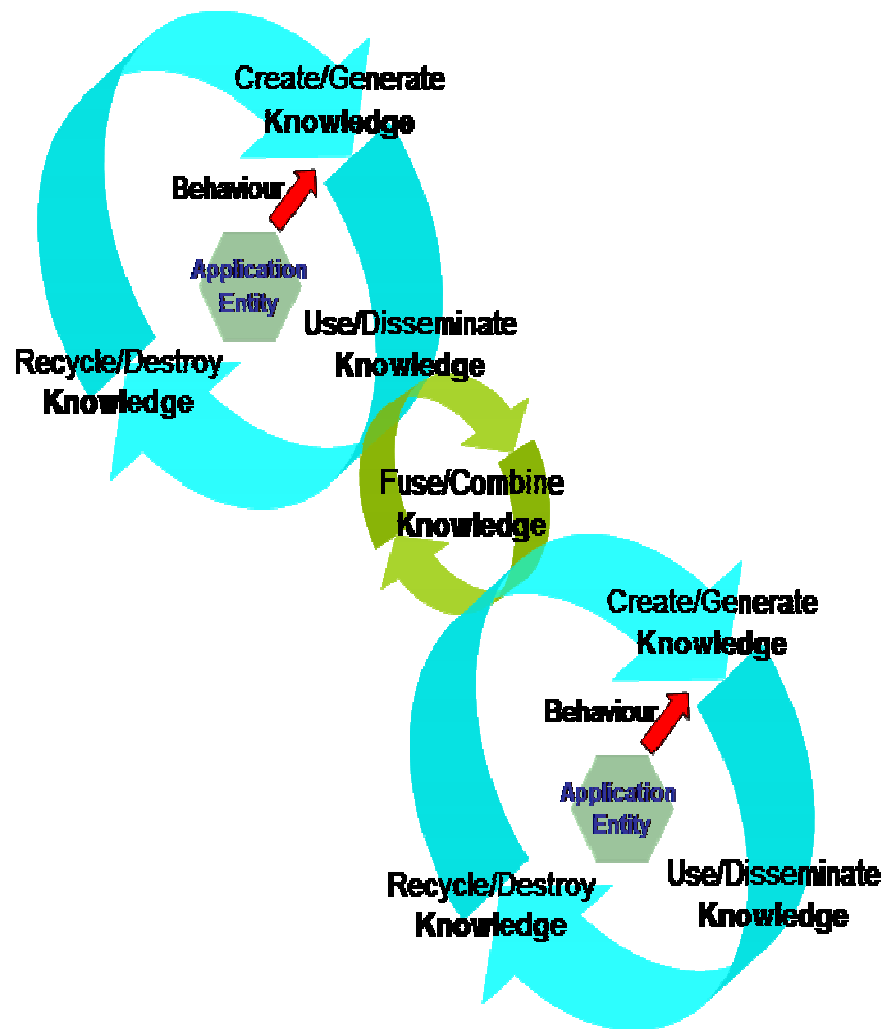 Create/Generate
Knowledge
Behaviour
Application
Entity
Use/Disseminate
Knowledge
Recycle/Destroy
Knowledge
Fuse/Combine
Knowledge
Create/Generate
Knowledge
Behaviour
Application
Entity
Use/Disseminate
Knowledge
Recycle/Destroy
Knowledge